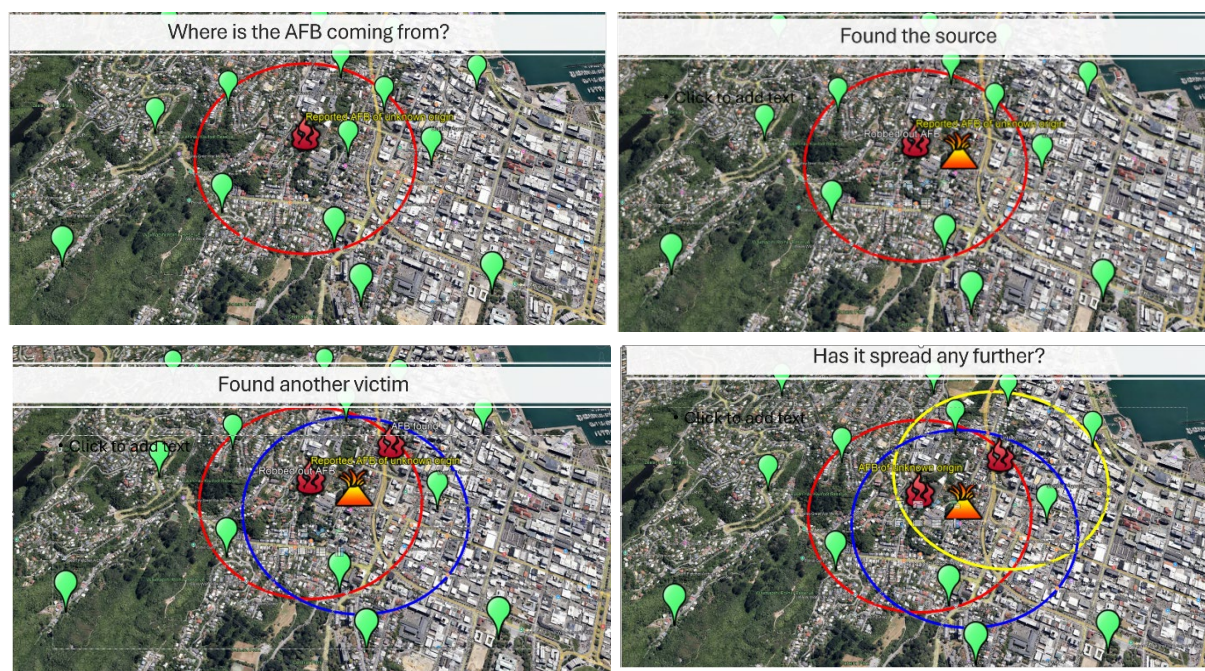 Where is the AFB coming from?
Reported AFB of unknown origin
Found the source
• Click to add text
Reported AFB of unknown origin
Robbed out AFB
Found another victim
AFB found
• Click to add text
Reported AFB of unknown origin
Robbed out AFB
Has it spread any further?
• Click to add text
AFB of unknown origin